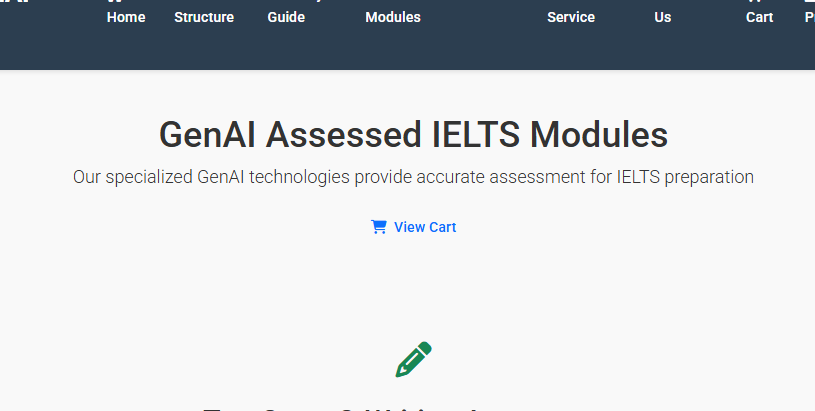 Home Structure Guide Modules Service Us Cart
GenAI Assessed IELTS Modules
Our specialized GenAI technologies provide accurate assessment for IELTS preparation
View Cart